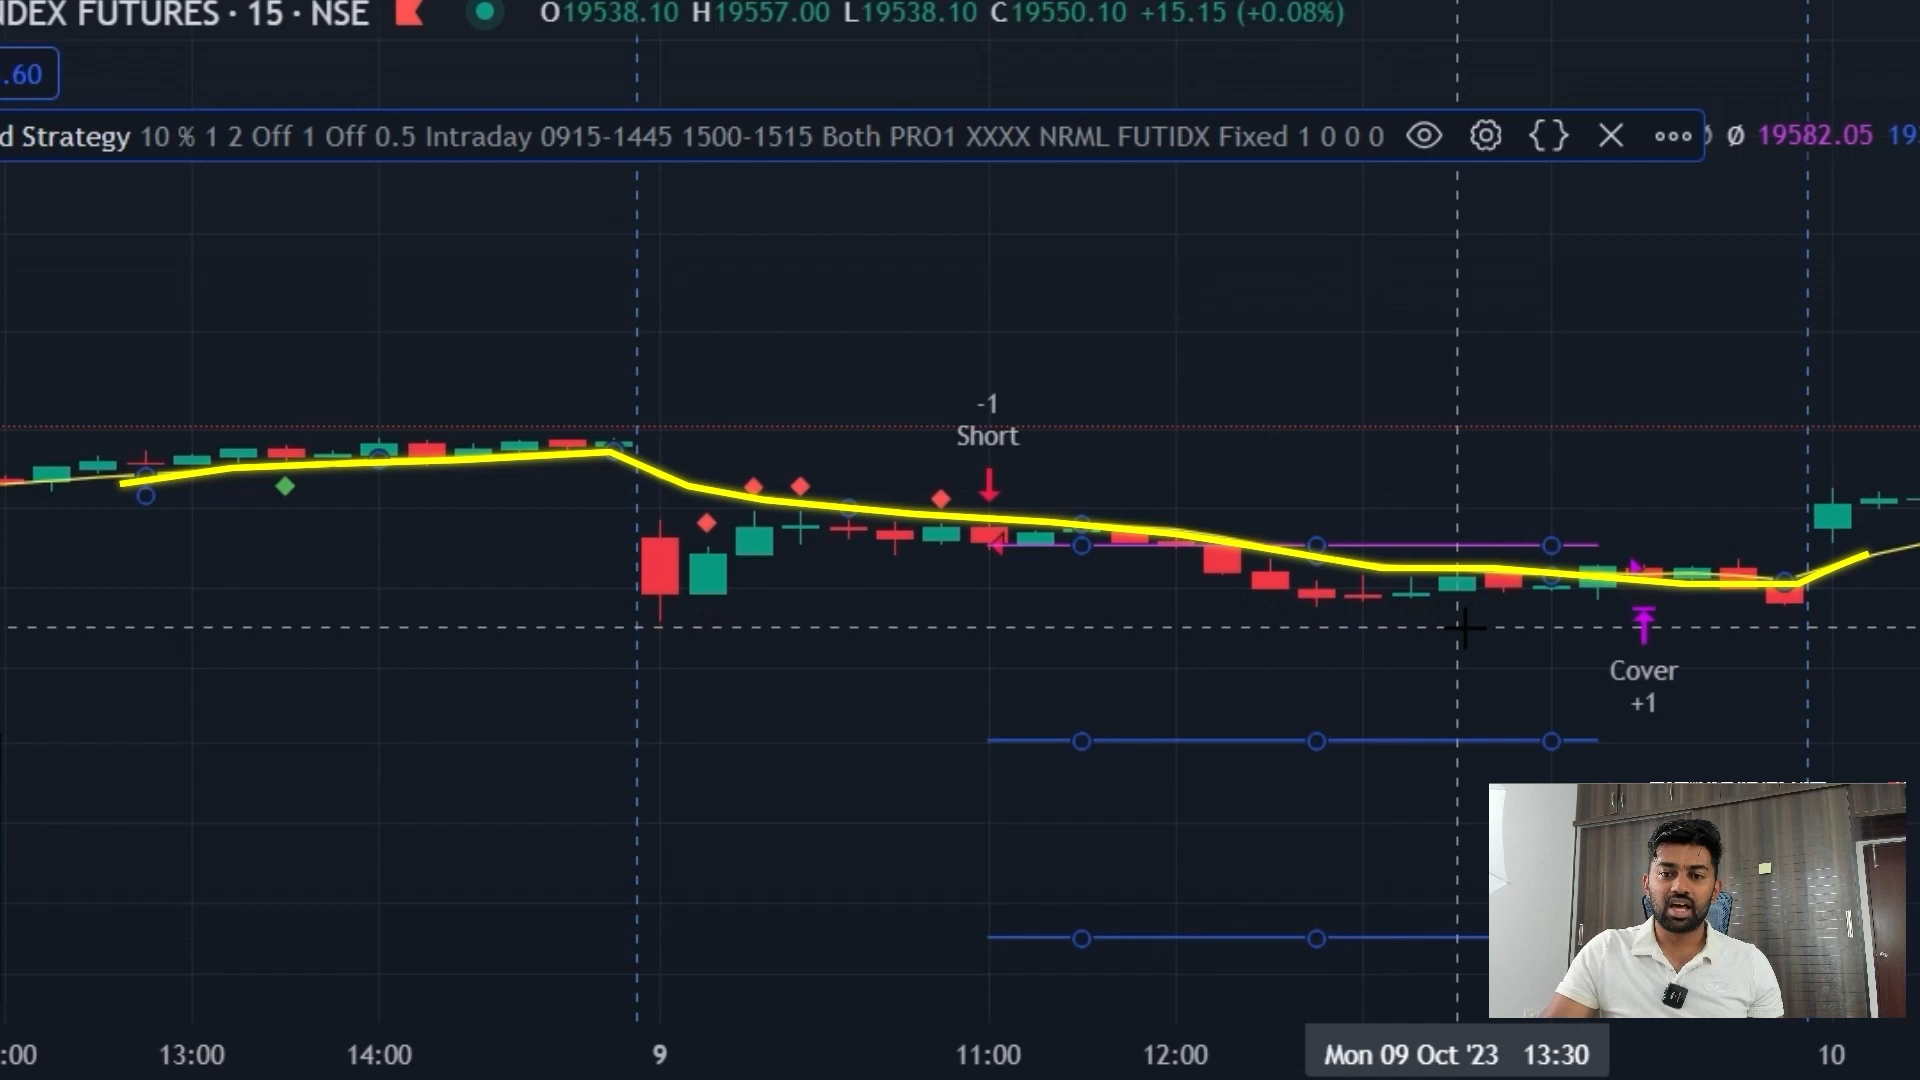 NDEX FUTURES · 15 · NSE O19538.10 H19557.00 L19538.10 C19550.10 +15.15 (+0.08%)
.60
d Strategy 10 % 1 2 Off 1 Off 0.5 Intraday 0915-1445 1500-1515 Both PRO1 XXXX NRML FUTIDX Fixed 1 0 0 0 Ø 19582.05 19
-1
Short
Cover
+1
:00 13:00 14:00 9 11:00 12:00 Mon 09 Oct '23 13:30 10